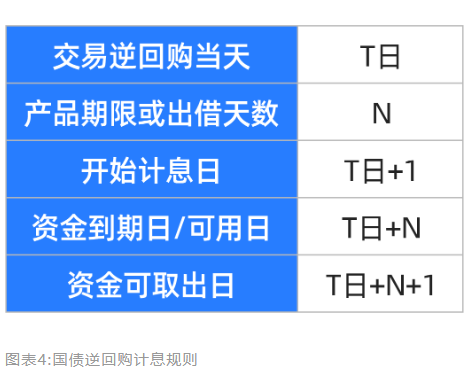 交易逆回购当天 T日
产品期限或出借天数 N
开始计息日 T日+1
资金到期日/可用日 T日+N
资金可取出日 T日+N+1
图表4:国债逆回购计息规则